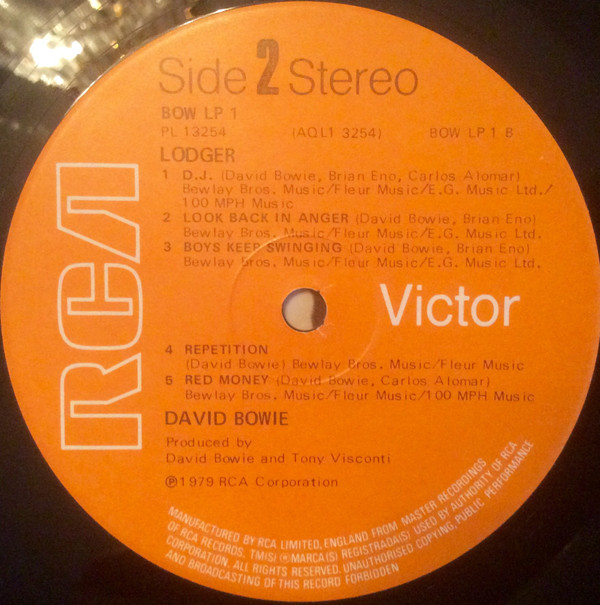 Side 2 Stereo
BOW LP 1
PL 13254 (AQL1 3254) BOW LP 1 B
LODGER
1 D.J. (David Bowie, Brian Eno, Carlos Alomar)
Bewlay Bros. Music/Fleur Music/E.G. Music Ltd./
100 MPH Music
2 LOOK BACK IN ANGER (David Bowie, Brian Eno)
Bewlay Bros. Music/Fleur Music/E.G. Music Ltd.
3 BOYS KEEP SWINGING (David Bowie, Brian Eno)
Bewlay Bros. Music/Fleur Music/E.G. Music Ltd.
RCA
Victor
4 REPETITION
(David Bowie) Bewlay Bros. Music/Fleur Music
5 RED MONEY (David Bowie, Carlos Alomar)
Bewlay Bros. Music/Fleur Music/100 MPH Music
DAVID BOWIE
Produced by
David Bowie and Tony Visconti
Ⓟ1979 RCA Corporation
MANUFACTURED BY RCA LIMITED, ENGLAND FROM MASTER RECORDINGS
OF RCA RECORDS, TM(S) ®MARCA(S) REGISTRADA(S) USED BY AUTHORITY OF RCA
CORPORATION, ALL RIGHTS RESERVED. UNAUTHORISED COPYING, PUBLIC PERFORMANCE
AND BROADCASTING OF THIS RECORD FORBIDDEN